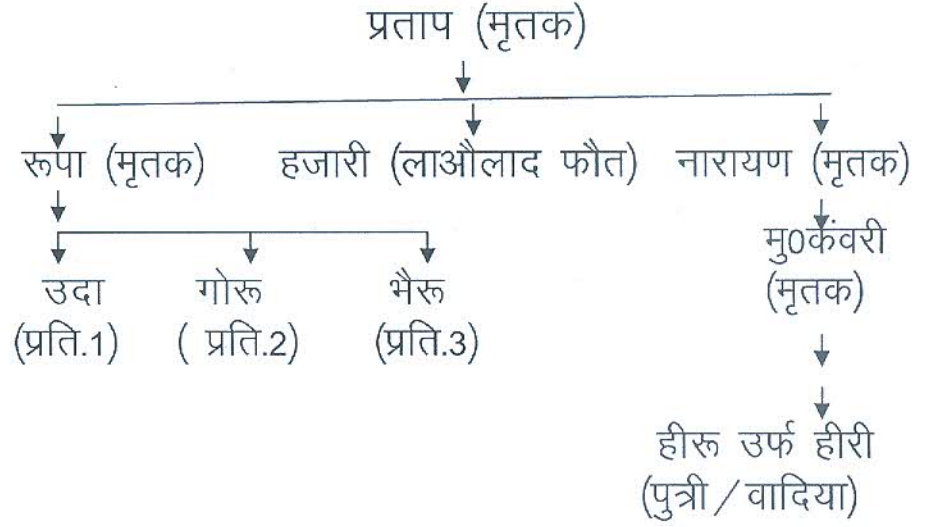 प्रताप (मृतक)
रूपा (मृतक) हजारी (लाऔलाद फौत) नारायण (मृतक)
मु0कंवरी
(मृतक)
उदा गोरू भैरू
(प्रति.1) ( प्रति.2) (प्रति.3)
हीरू उर्फ हीरी
(पुत्री/वादिया)